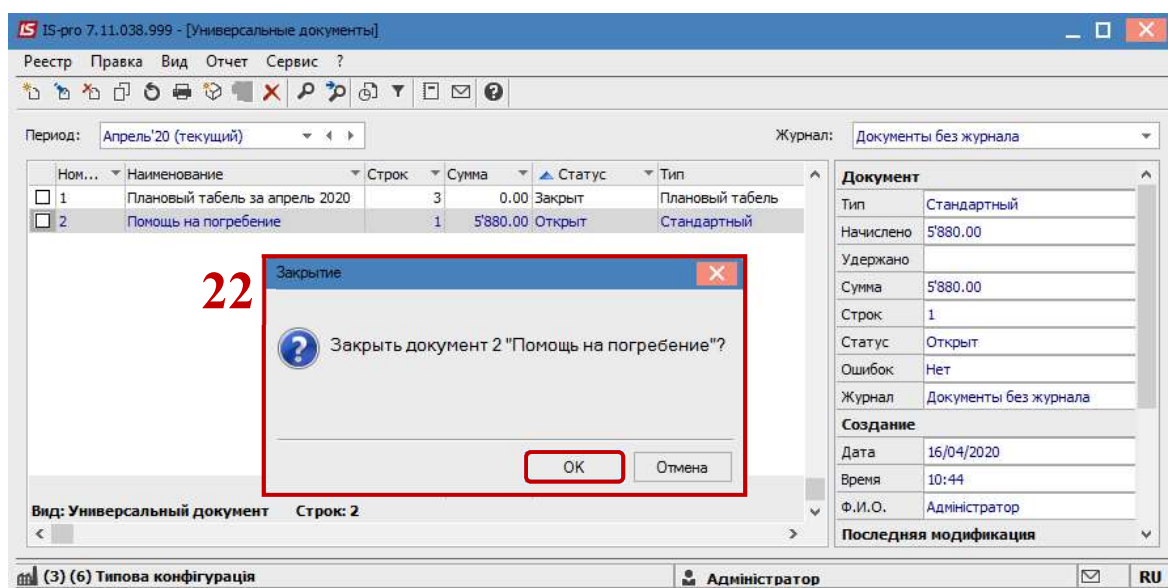 IS-pro 7.11.038.999 - [Универсальные документы]
Реестр Правка Вид Отчет Сервис ?
Период: Апрель'20 (текущий) Журнал: Документы без журнала
Ном... Наименование Строк Сумма Статус Тип
1 Плановый табель за апрель 2020 3 0.00 Закрыт Плановый табель
2 Помощь на погребение 1 5'880.00 Открыт Стандартный
Документ
Тип Стандартный
Начислено 5'880.00
Удержано
Сумма 5'880.00
Строк 1
Статус Открыт
Ошибок Нет
Журнал Документы без журнала
Создание
Дата 16/04/2020
Время 10:44
Ф.И.О. Адміністратор
Последняя модификация
22
Закрытие
Закрыть документ 2 "Помощь на погребение"?
OK Отмена
Вид: Универсальный документ Строк: 2
(3) (6) Типова конфігурація Адміністратор RU